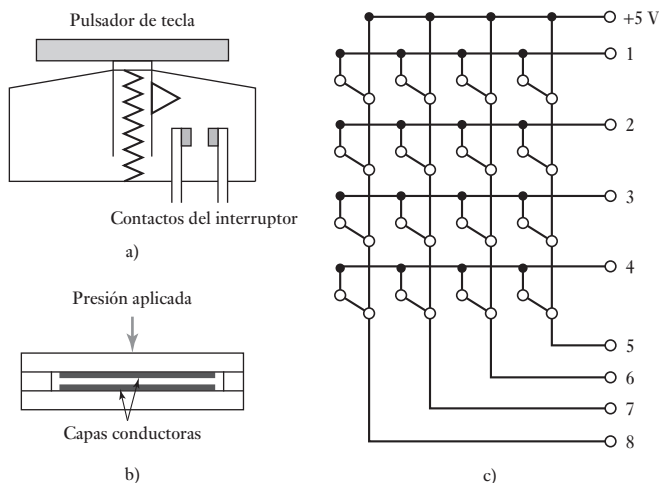 Pulsador de tecla
Contactos del interruptor
a)
Presión aplicada
Capas conductoras
b)
+5 V
1
2
3
4
5
6
7
8
c)